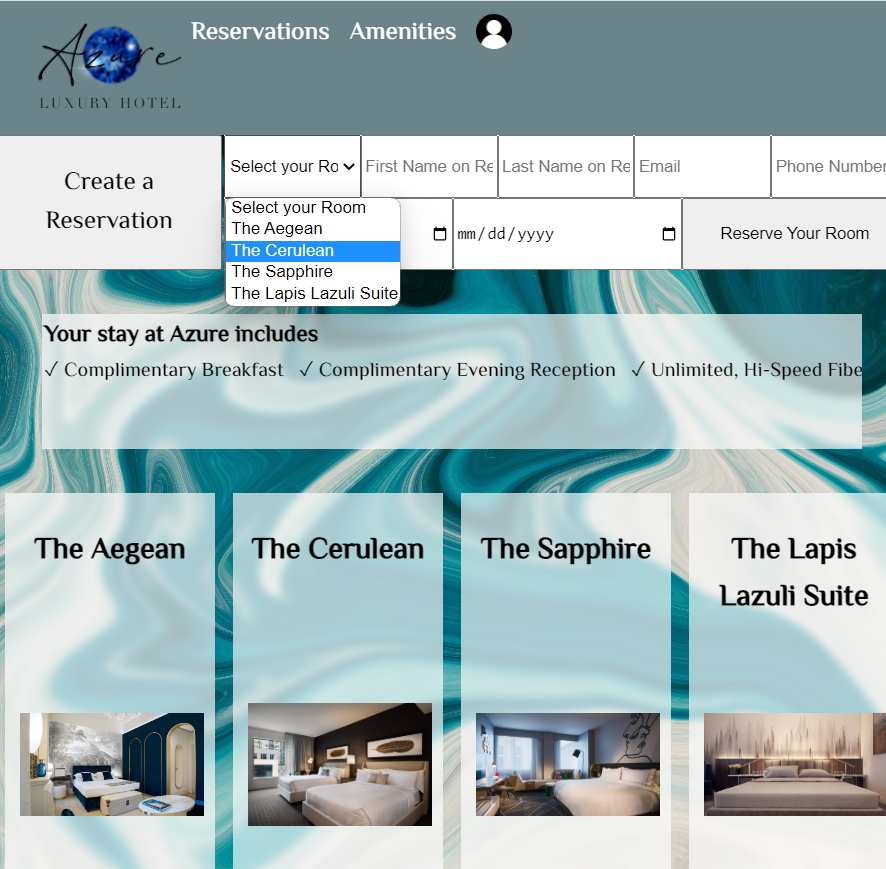 Azure
LUXURY HOTEL
Reservations
Amenities
Create a
Reservation
Select your Ro
First Name on Re
Last Name on Re
Email
Phone Number
Select your Room
The Aegean
The Cerulean
The Sapphire
The Lapis Lazuli Suite
mm/dd/yyyy
Reserve Your Room
Your stay at Azure includes
✓ Complimentary Breakfast ✓ Complimentary Evening Reception ✓ Unlimited, Hi-Speed Fibe
The Aegean
The Cerulean
The Sapphire
The Lapis
Lazuli Suite